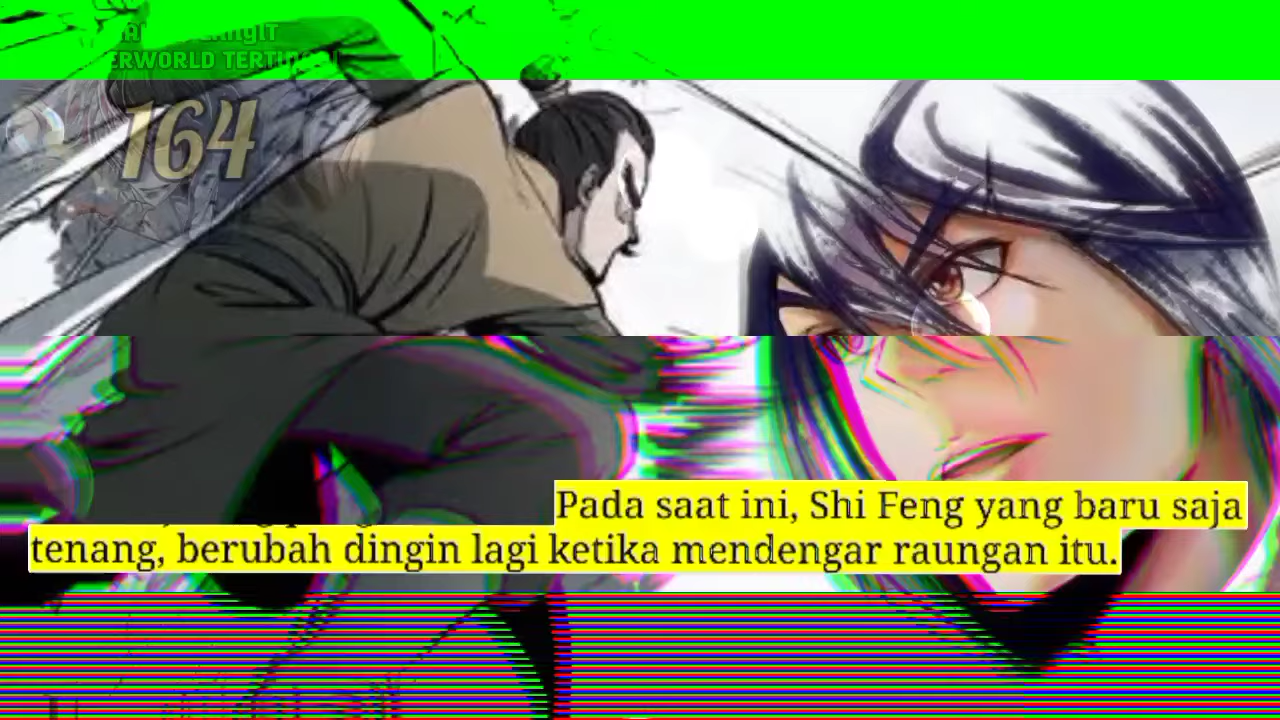 164
Pada saat ini, Shi Feng yang baru saja
tenang, berubah dingin lagi ketika mendengar raungan itu.